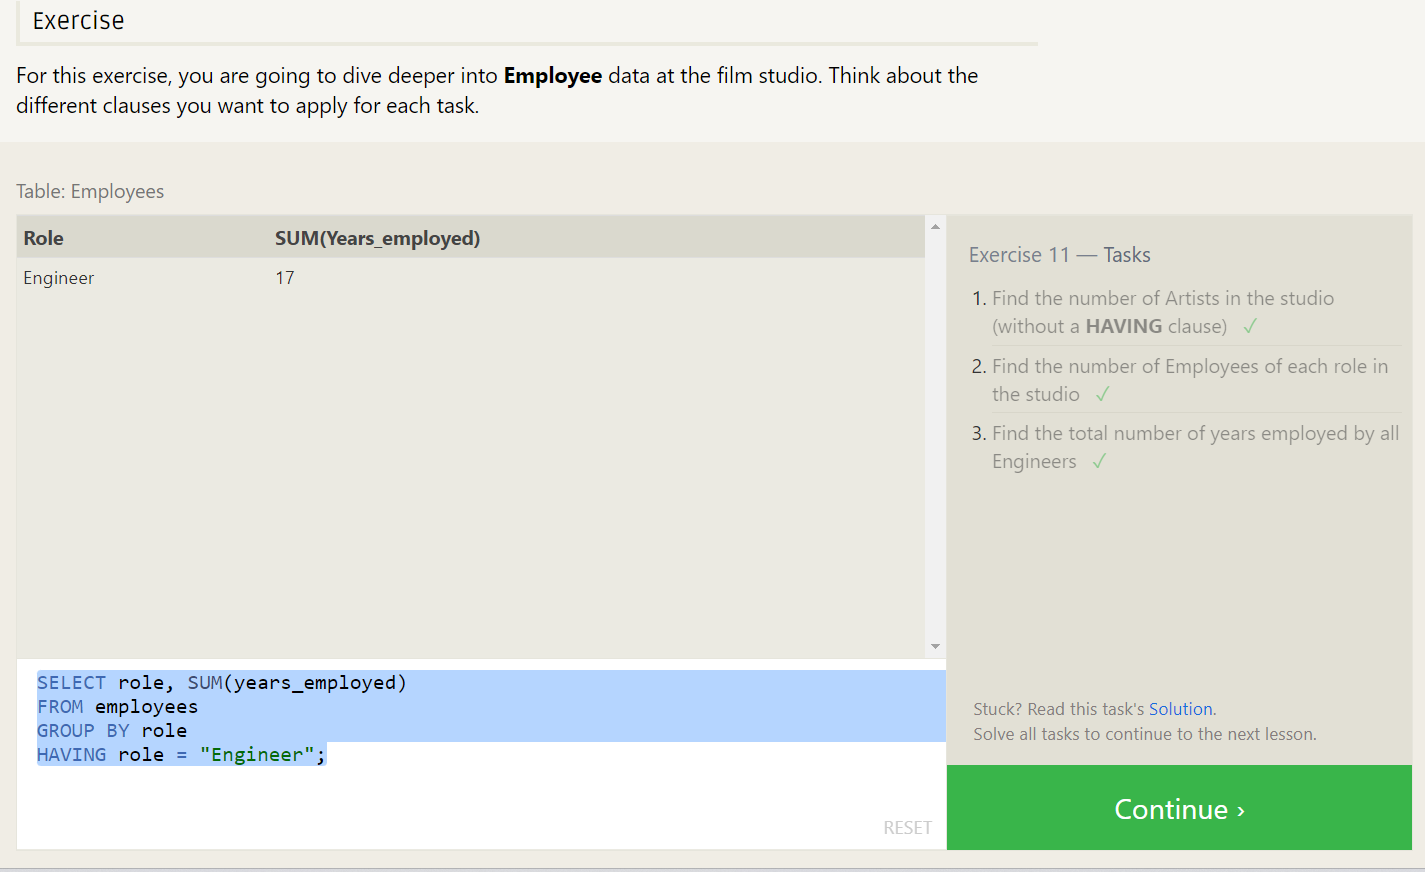 Exercise
For this exercise, you are going to dive deeper into Employee data at the film studio. Think about the
different clauses you want to apply for each task.
Table: Employees
Role SUM(Years_employed)
Engineer 17
SELECT role, SUM(years_employed)
FROM employees
GROUP BY role
HAVING role = "Engineer";
RESET
Exercise 11 — Tasks
1. Find the number of Artists in the studio
(without a HAVING clause) ✓
2. Find the number of Employees of each role in
the studio ✓
3. Find the total number of years employed by all
Engineers ✓
Stuck? Read this task's Solution.
Solve all tasks to continue to the next lesson.
Continue ›